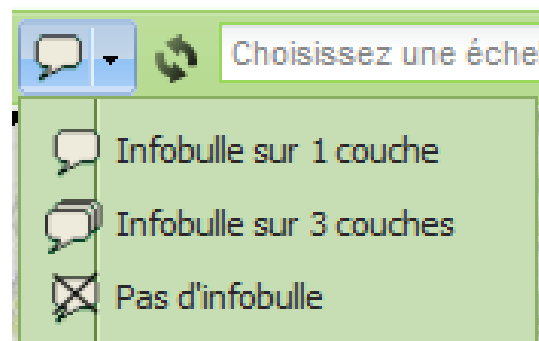 Choisissez une éche
Infobulle sur 1 couche
Infobulle sur 3 couches
Pas d'infobulle